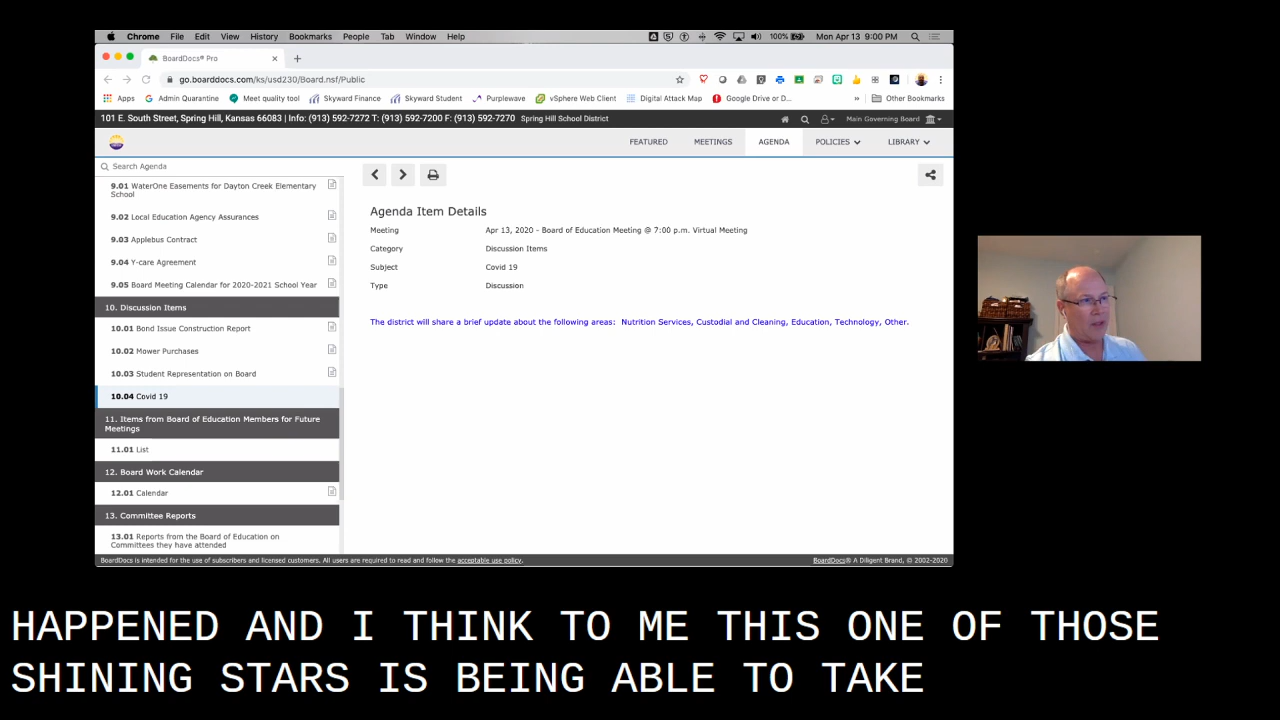 Chrome File Edit View History Bookmarks People Tab Window Help 100% Mon Apr 13 9:00 PM
BoardDocs® Pro
go.boarddocs.com/ks/usd230/Board.nsf/Public
Apps Admin Quarantine Meet quality tool Skyward Finance Skyward Student Purplewave vSphere Web Client Digital Attack Map Google Drive or D... » Other Bookmarks
101 E. South Street, Spring Hill, Kansas 66083 | Info: (913) 592-7272 T: (913) 592-7200 F: (913) 592-7270 Spring Hill School District Main Governing Board
FEATURED MEETINGS AGENDA POLICIES LIBRARY
Search Agenda
9.01 WaterOne Easements for Dayton Creek Elementary
School
9.02 Local Education Agency Assurances
9.03 Applebus Contract
9.04 Y-care Agreement
9.05 Board Meeting Calendar for 2020-2021 School Year
10. Discussion Items
10.01 Bond Issue Construction Report
10.02 Mower Purchases
10.03 Student Representation on Board
10.04 Covid 19
11. Items from Board of Education Members for Future
Meetings
11.01 List
12. Board Work Calendar
12.01 Calendar
13. Committee Reports
13.01 Reports from the Board of Education on
Committees they have attended
Agenda Item Details
Meeting Apr 13, 2020 - Board of Education Meeting @ 7:00 p.m. Virtual Meeting
Category Discussion Items
Subject Covid 19
Type Discussion
The district will share a brief update about the following areas: Nutrition Services, Custodial and Cleaning, Education, Technology, Other.
BoardDocs is intended for the use of subscribers and licensed customers. All users are required to read and follow the acceptable use policy. BoardDocs® A Diligent Brand, © 2002-2020
HAPPENED AND I THINK TO ME THIS ONE OF THOSE
SHINING STARS IS BEING ABLE TO TAKE